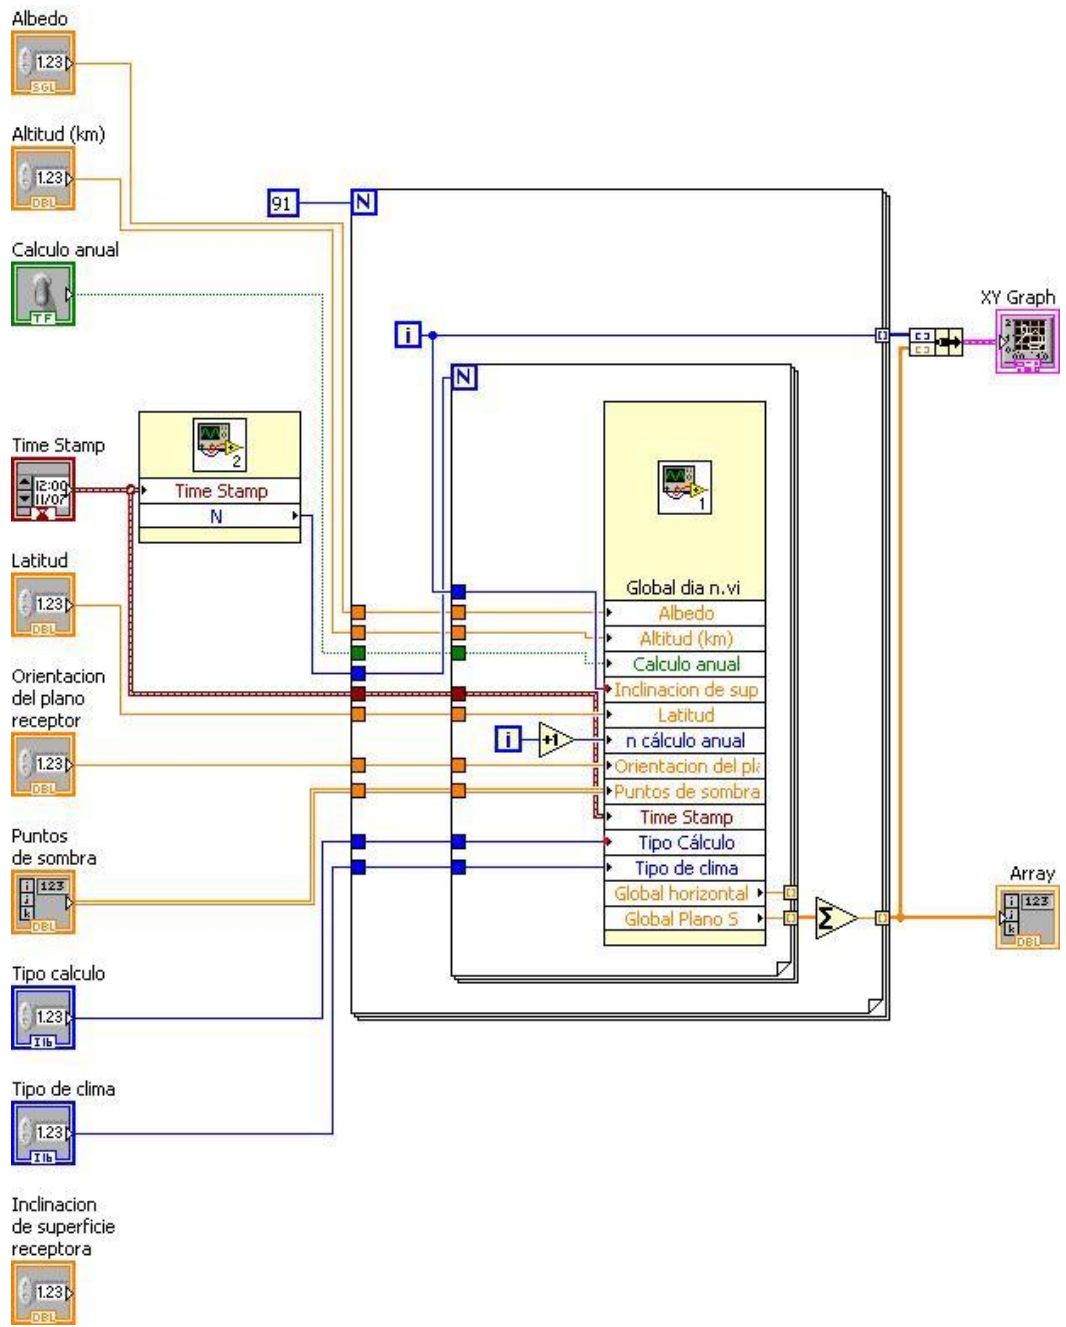 Albedo
1.23
SGL
Altitud (km)
1.23
DBL
91
N
Calculo anual
TF
i
XY Graph
N
Time Stamp
12:00
11/07
2
Time Stamp
N
1
Latitud
1.23
DBL
Global dia n.vi
Albedo
Altitud (km)
Calculo anual
Inclinacion de sup
Latitud
n cálculo anual
Orientacion del pla
Puntos de sombra
Time Stamp
Tipo Cálculo
Tipo de clima
Global horizontal
Global Plano S
i
+1
Σ
Orientacion
del plano
receptor
1.23
DBL
Puntos
de sombra
i
j
k
123
DBL
Array
i
j
k
123
DBL
Tipo calculo
1.23
I16
Tipo de clima
1.23
I16
Inclinacion
de superficie
receptora
1.23
DBL